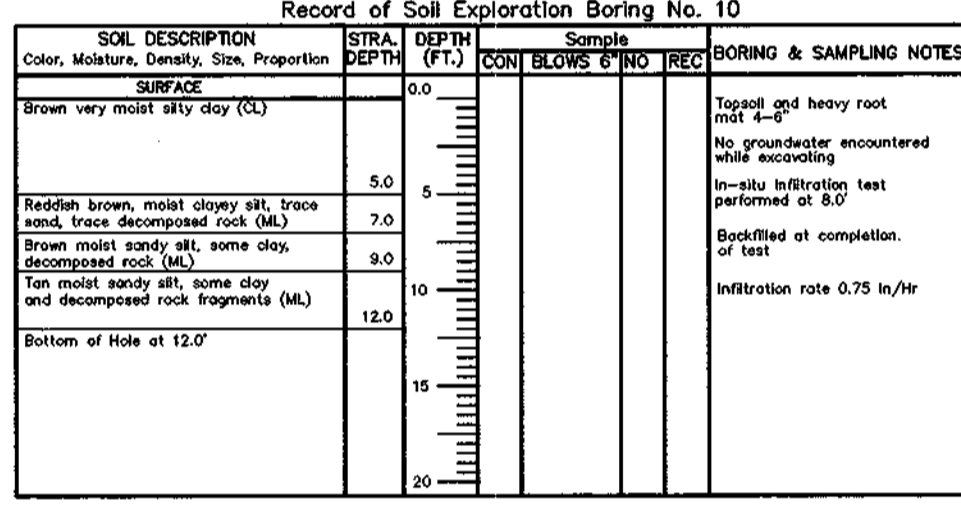 Record of Soil Exploration Boring No. 10
SOIL DESCRIPTION
Color, Moisture, Density, Size, Proportion
STRA.
DEPTH
DEPTH
(FT.)
Sample
CON BLOWS 6" NO REC
BORING & SAMPLING NOTES
SURFACE
0.0
Brown very moist silty clay (CL)
5.0
5
Reddish brown, moist clayey silt, trace
sand, trace decomposed rock (ML)
7.0
Brown moist sandy silt, some clay,
decomposed rock (ML)
9.0
Tan moist sandy silt, some clay
and decomposed rock fragments (ML)
10
12.0
Bottom of Hole at 12.0'
15
20
Topsoil and heavy root
mat 4-6"
No groundwater encountered
while excavating
In-situ Infiltration test
performed at 8.0'
Backfilled at completion.
of test
Infiltration rate 0.75 In/Hr